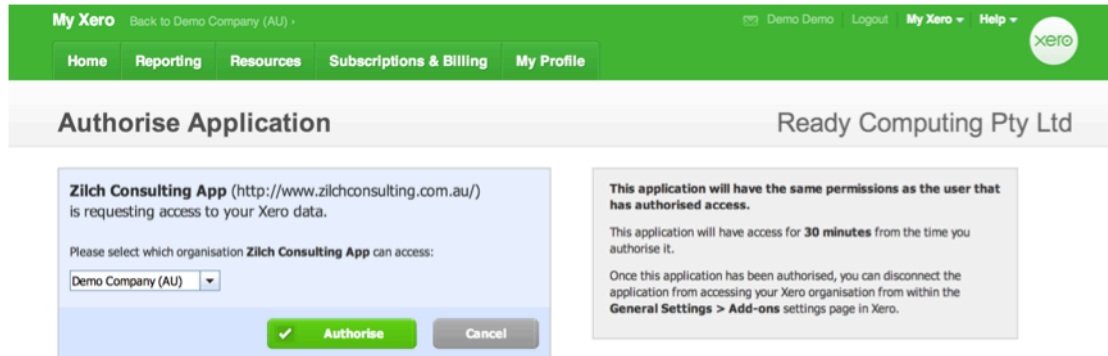 My Xero Back to Demo Company (AU) ›
Demo Demo Logout My Xero Help
xero
Home Reporting Resources Subscriptions & Billing My Profile
Authorise Application
Ready Computing Pty Ltd
Zilch Consulting App (http://www.zilchconsulting.com.au/)
is requesting access to your Xero data.
Please select which organisation Zilch Consulting App can access:
Demo Company (AU)
Authorise
Cancel
This application will have the same permissions as the user that
has authorised access.
This application will have access for 30 minutes from the time you
authorise it.
Once this application has been authorised, you can disconnect the
application from accessing your Xero organisation from within the
General Settings > Add-ons settings page in Xero.